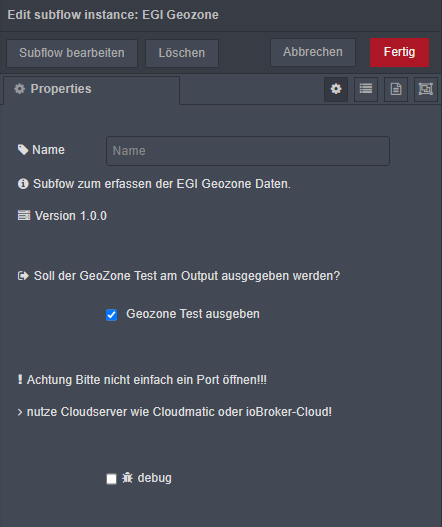 Edit subflow instance: EGI Geozone
Subflow bearbeiten
Löschen
Abbrechen
Fertig
Properties
Name
Name
Subfow zum erfassen der EGI Geozone Daten.
Version 1.0.0
Soll der GeoZone Test am Output ausgegeben werden?
Geozone Test ausgeben
! Achtung Bitte nicht einfach ein Port öffnen!!!
> nutze Cloudserver wie Cloudmatic oder ioBroker-Cloud!
debug